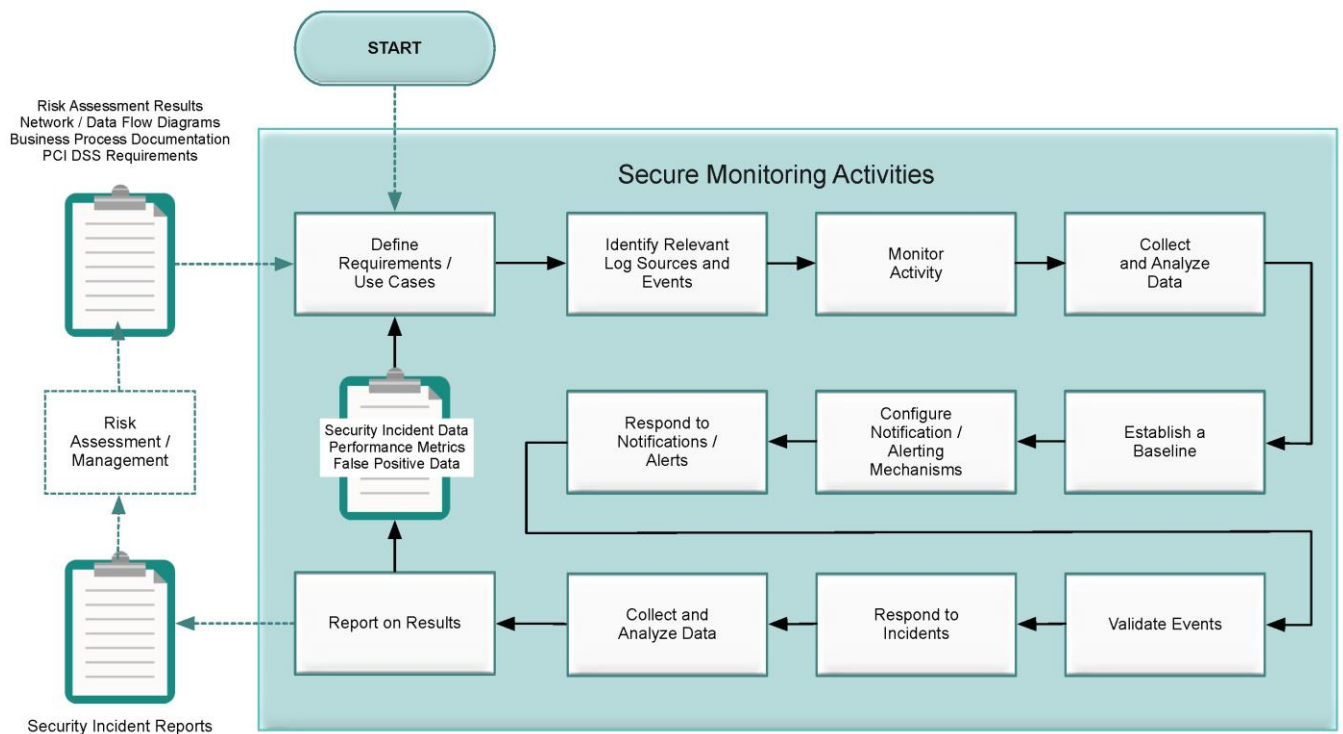 START
Risk Assessment Results
Network / Data Flow Diagrams
Business Process Documentation
PCI DSS Requirements
Secure Monitoring Activities
Define
Requirements /
Use Cases
Identify Relevant
Log Sources and
Events
Monitor
Activity
Collect
and Analyze
Data
Risk
Assessment /
Management
Security Incident Data
Performance Metrics
False Positive Data
Respond to
Notifications /
Alerts
Configure
Notification /
Alerting
Mechanisms
Establish a
Baseline
Report on Results
Collect and
Analyze Data
Respond to
Incidents
Validate Events
Security Incident Reports